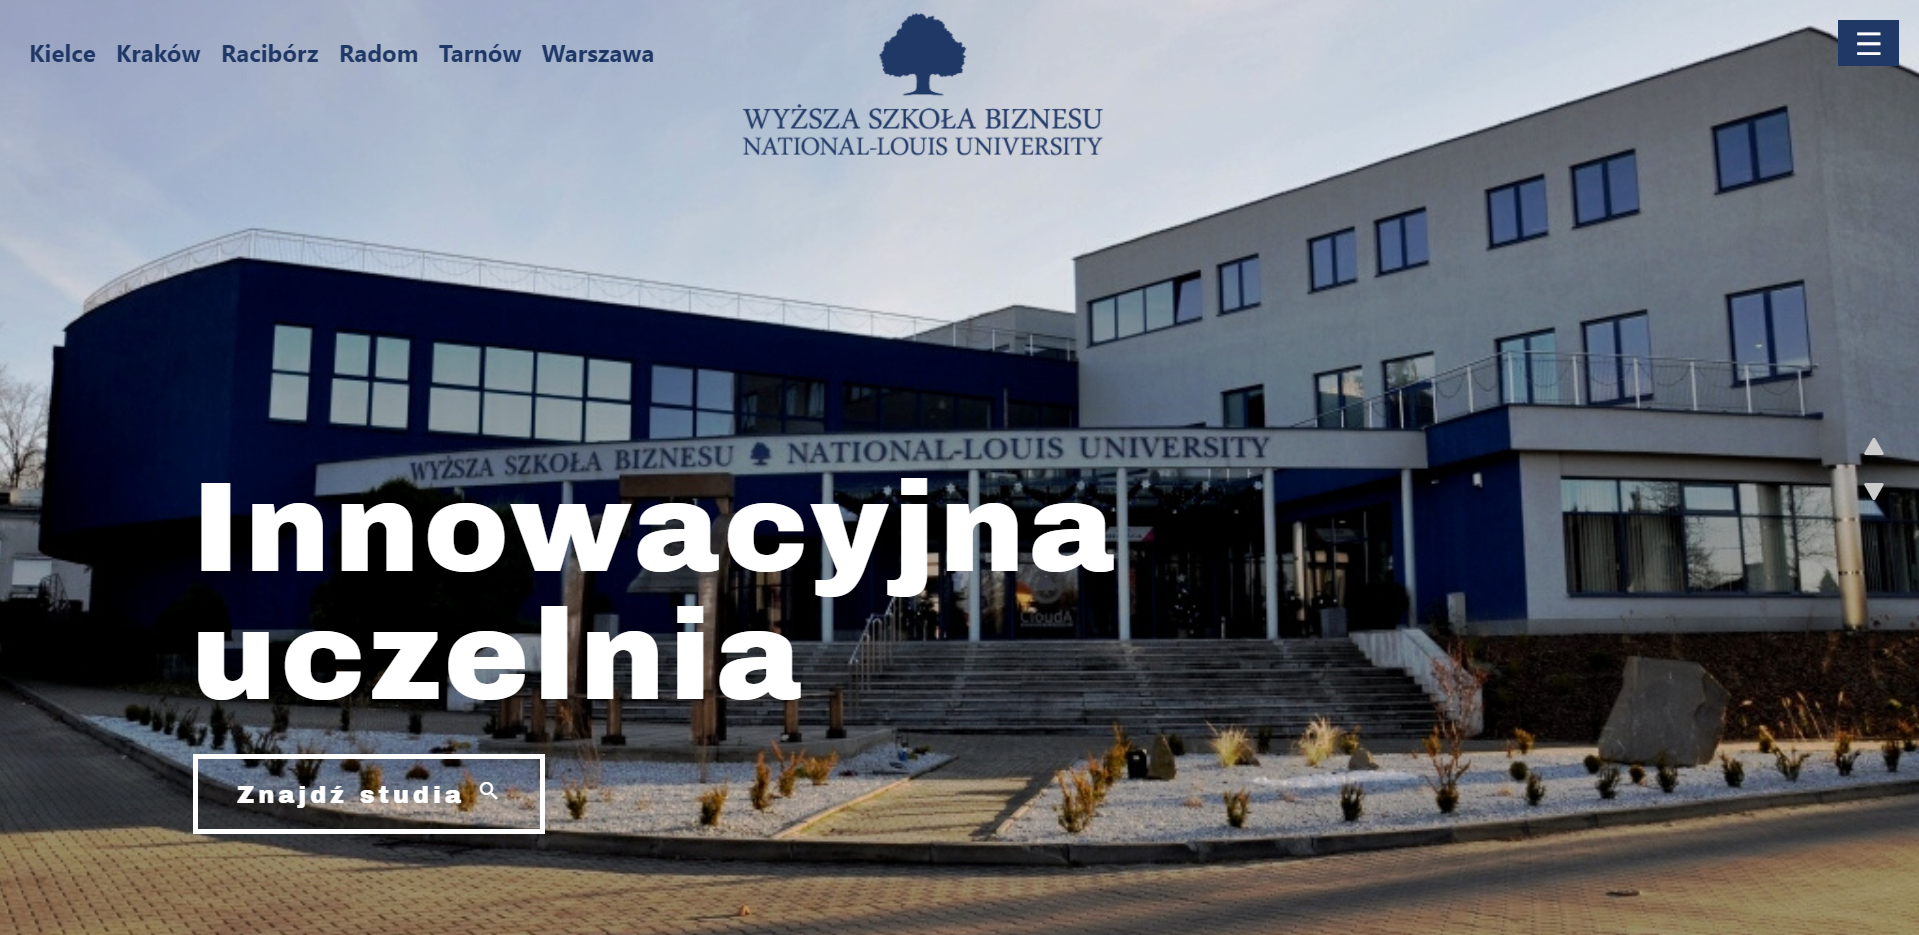 Kielce Kraków Racibórz Radom Tarnów Warszawa
WYŻSZA SZKOŁA BIZNESU
NATIONAL-LOUIS UNIVERSITY
WYŻSZA SZKOŁA BIZNESU NATIONAL-LOUIS UNIVERSITY
CloudA
Innowacyjna
uczelnia
Znajdź studia